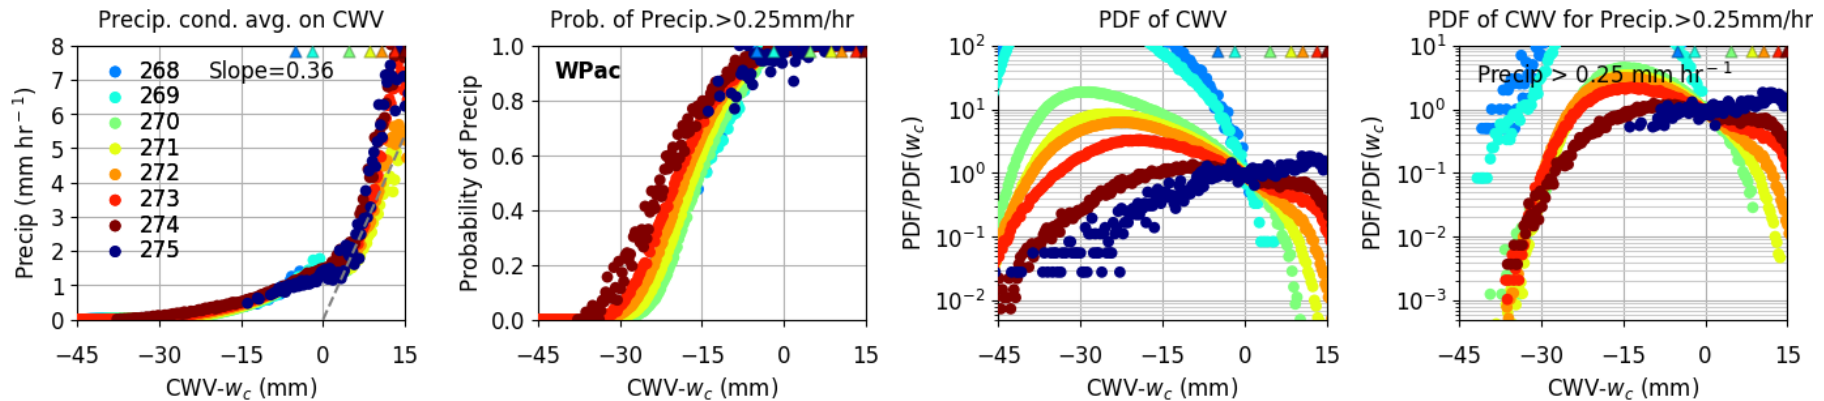 Precip. cond. avg. on CWV
Precip (mm hr⁻¹)
8
7
6
5
4
3
2
1
0
268
269
270
271
272
273
274
275
Slope=0.36
−45 −30 −15 0 15
CWV-w_c (mm)
Prob. of Precip.>0.25mm/hr
Probability of Precip
1.0
0.8
0.6
0.4
0.2
0.0
WPac
−45 −30 −15 0 15
CWV-w_c (mm)
PDF of CWV
PDF/PDF(w_c)
10²
10¹
10⁰
10⁻¹
10⁻²
−45 −30 −15 0 15
CWV-w_c (mm)
PDF of CWV for Precip.>0.25mm/hr
PDF/PDF(w_c)
10¹
10⁰
10⁻¹
10⁻²
10⁻³
Precip > 0.25 mm hr⁻¹
−45 −30 −15 0 15
CWV-w_c (mm)